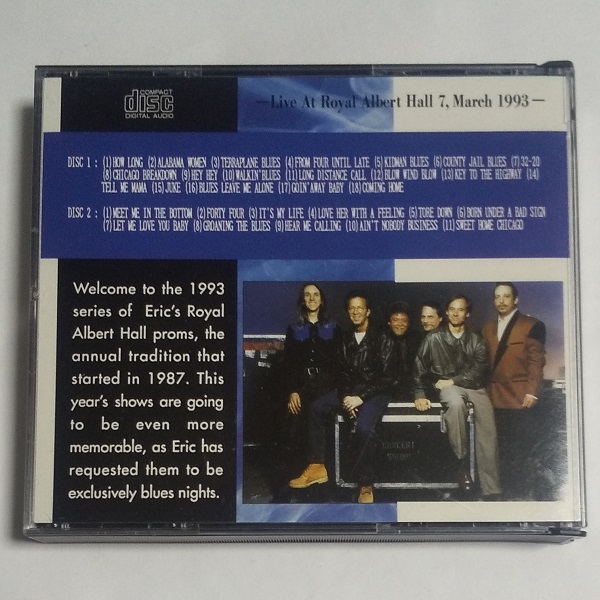 COMPACT
disc
DIGITAL AUDIO
—Live At Royal Albert Hall 7, March 1993—
DISC 1 : (1)HOW LONG (2)ALABAMA WOMEN (3)TERRAPLANE BLUES (4)FROM FOUR UNTIL LATE (5)KIDMAN BLUES (6)COUNTY JAIL BLUES (7)32-20
(8)CHICAGO BREAKDOWN (9)HEY HEY (10)WALKIN'BLUES (11)LONG DISTANCE CALL (12)BLOW WIND BLOW (13)KEY TO THE HIGHWAY (14)
TELL ME MAMA (15)JUKE (16)BLUES LEAVE ME ALONE (17)GOIN'AWAY BABY (18)COMING HOME
DISC 2 : (1)MEET ME IN THE BOTTOM (2)FORTY FOUR (3)IT'S MY LIFE (4)LOVE HER WITH A FEELING (5)TORE DOWN (6)BORN UNDER A BAD SIGN
(7)LET ME LOVE YOU BABY (8)GROANING THE BLUES (9)HEAR ME CALLING (10)AIN'T NOBODY BUSINESS (11)SWEET HOME CHICAGO
Welcome to the 1993
series of Eric's Royal
Albert Hall proms, the
annual tradition that
started in 1987. This
year's shows are going
to be even more
memorable, as Eric has
requested them to be
exclusively blues nights.
CONCERT